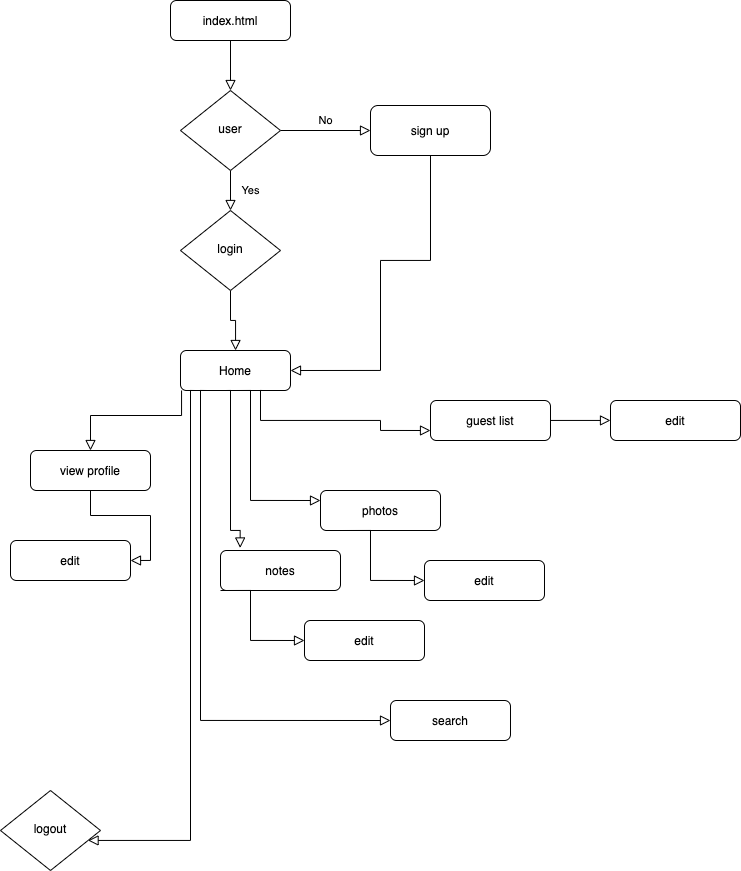 index.html
user
No
sign up
Yes
login
Home
guest list
edit
view profile
photos
edit
notes
edit
edit
search
logout